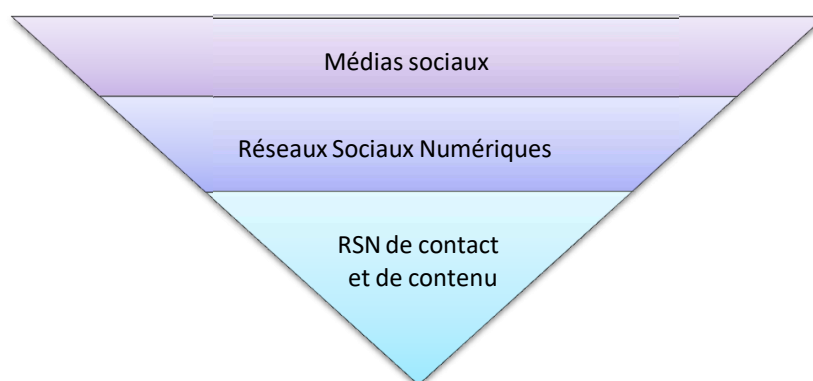 Médias sociaux
Réseaux Sociaux Numériques
RSN de contact
et de contenu